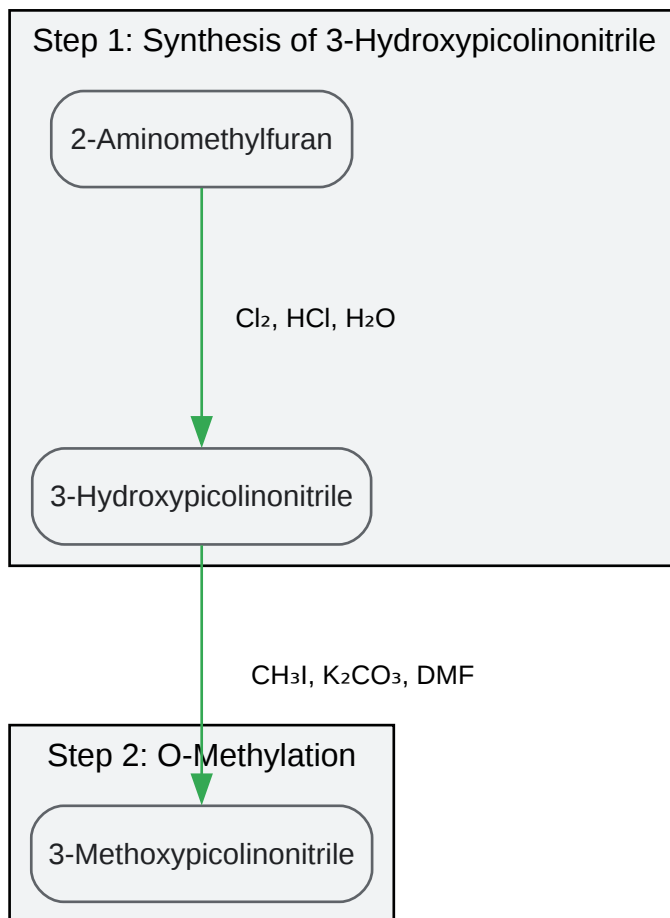 Step 1: Synthesis of 3-Hydroxypicolinonitrile
2-Aminomethylfuran
Cl₂, HCl, H₂O
3-Hydroxypicolinonitrile
CH₃I, K₂CO₃, DMF
Step 2: O-Methylation
3-Methoxypicolinonitrile